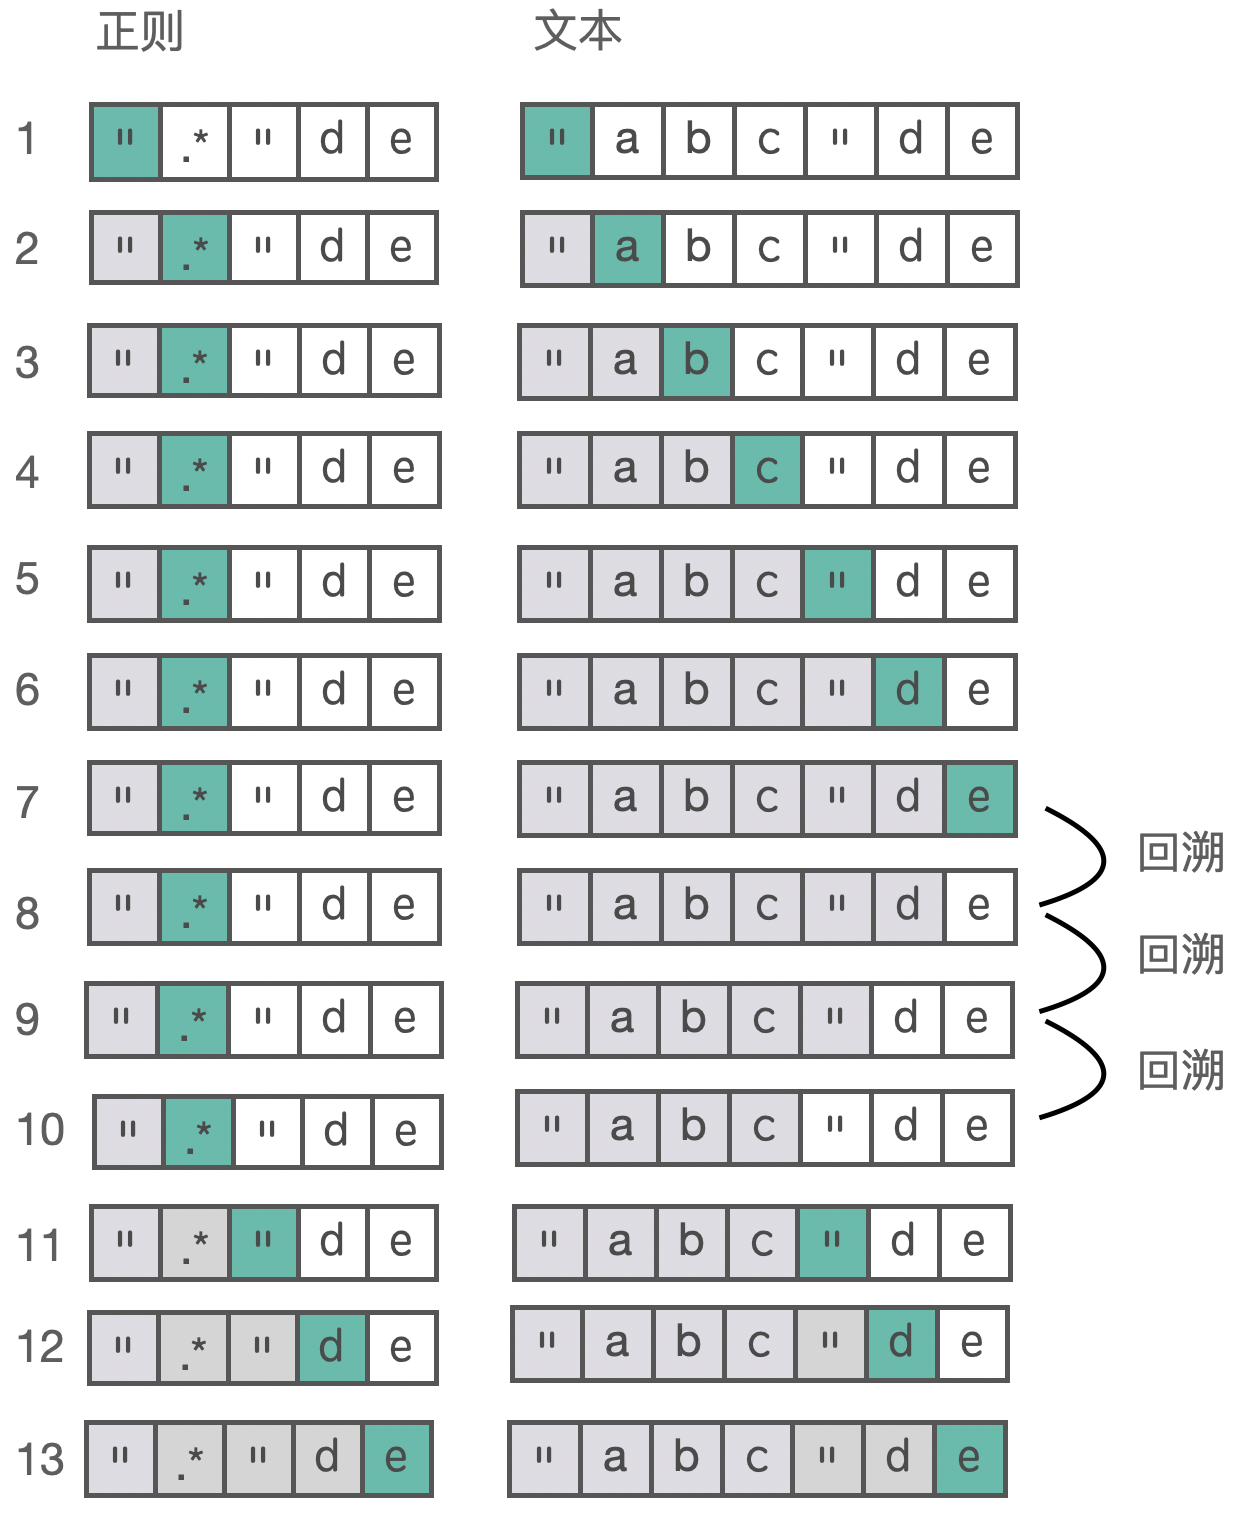 正则 文本
1 " .* " d e " a b c " d e
2 " .* " d e " a b c " d e
3 " .* " d e " a b c " d e
4 " .* " d e " a b c " d e
5 " .* " d e " a b c " d e
6 " .* " d e " a b c " d e
7 " .* " d e " a b c " d e
回溯
8 " .* " d e " a b c " d e
回溯
9 " .* " d e " a b c " d e
回溯
10 " .* " d e " a b c " d e
11 " .* " d e " a b c " d e
12 " .* " d e " a b c " d e
13 " .* " d e " a b c " d e